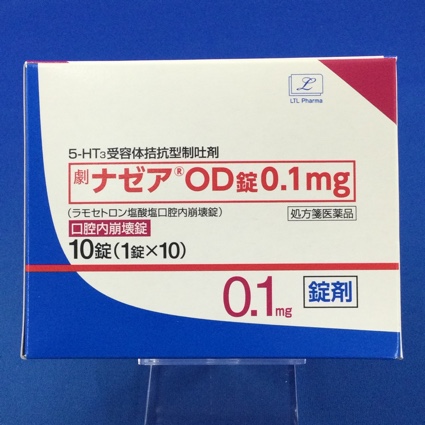 LTL Pharma
5-HT₃受容体拮抗型制吐剤
劇 ナゼア®OD錠0.1mg
(ラモセトロン塩酸塩口腔内崩壊錠)
処方箋医薬品
口腔内崩壊錠
10錠(1錠×10)
0.1mg
錠剤